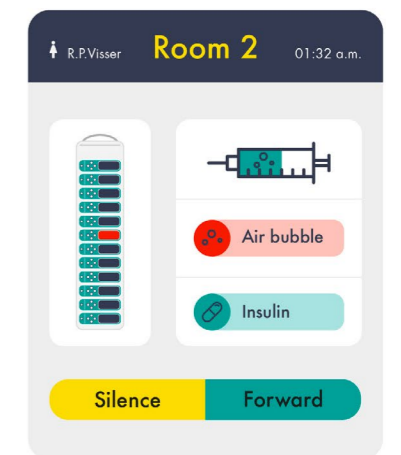 R.P.Visser Room 2 01:32 a.m.
Air bubble
Insulin
Silence Forward